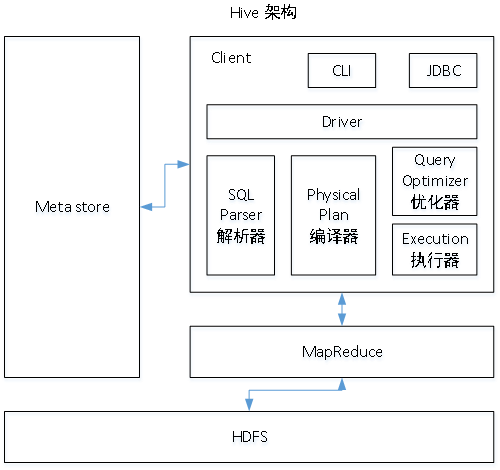 Hive 架构
Client
CLI
JDBC
Driver
Meta store
SQL
Parser
解析器
Physical
Plan
编译器
Query
Optimizer
优化器
Execution
执行器
MapReduce
HDFS